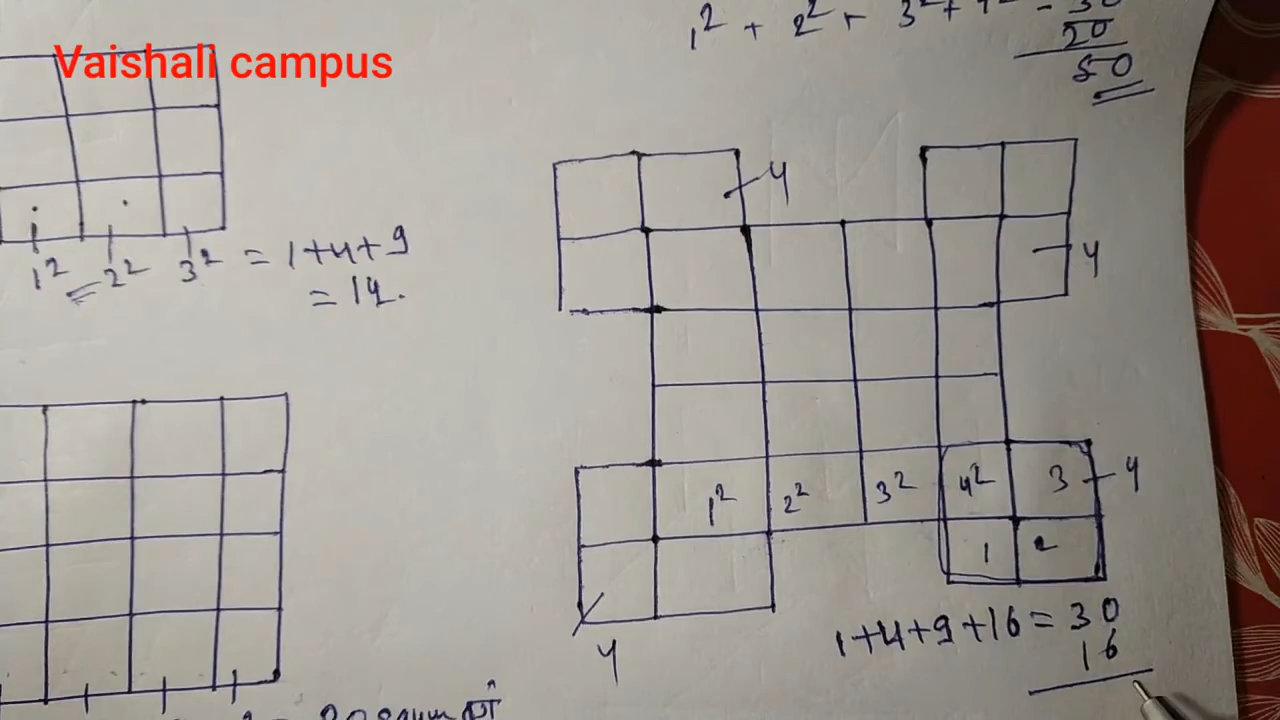 Vaishali campus
1² + 2² + 3² + 4² = 30
20
50
1² 2² 3² = 1+4+9
= 14.
4
4
1² 2² 3² 4² 3 4
1 2
4
1+4+9+16 = 30
16